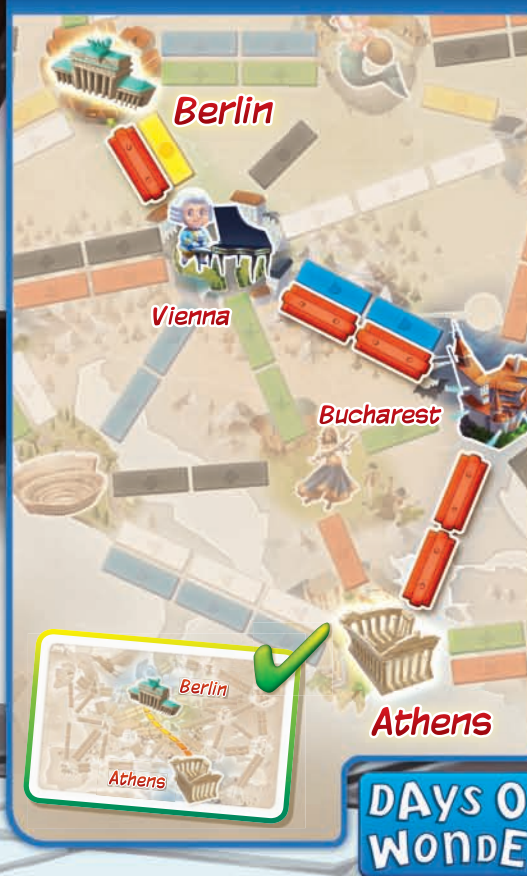 Berlin
Vienna
Bucharest
Athens
Berlin
Athens
DAYS O
WONDE